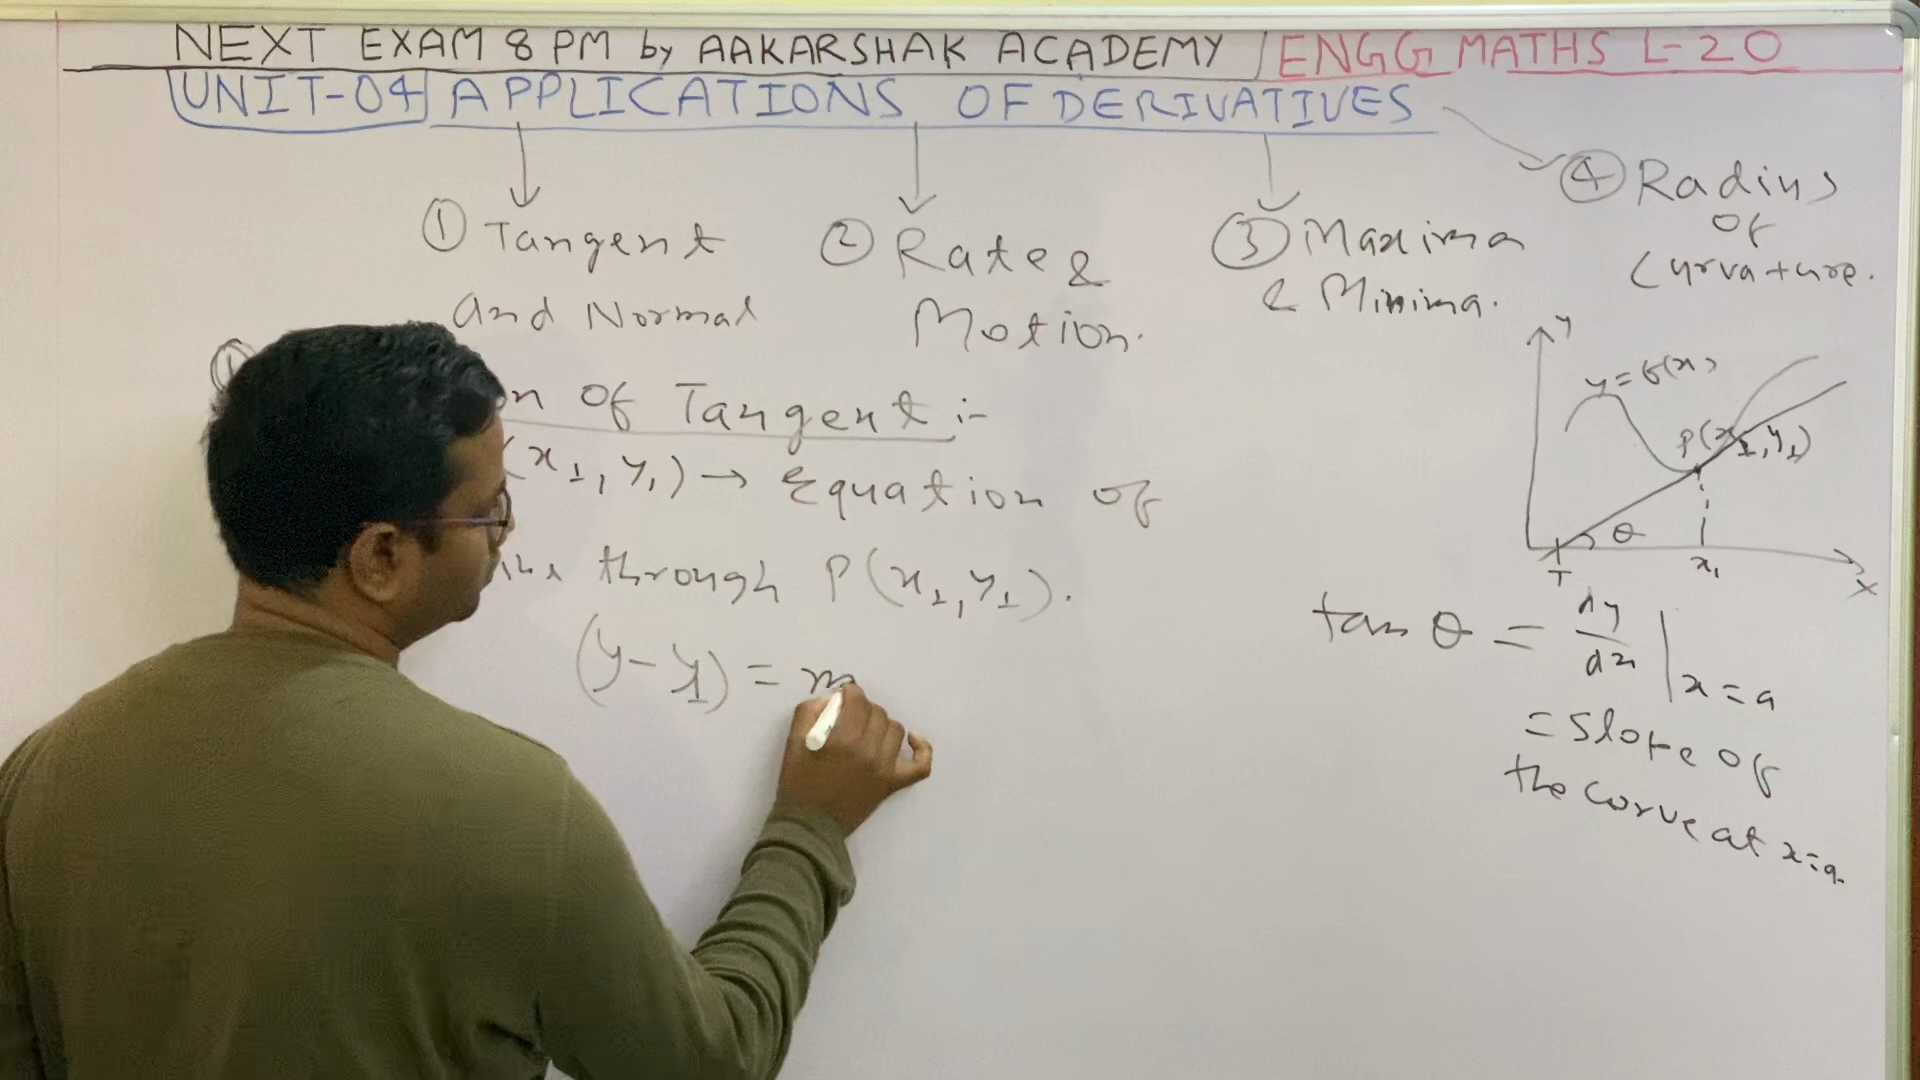 NEXT EXAM 8 PM by AAKARSHAK ACADEMY ENGG MATHS L-20
UNIT-04 APPLICATIONS OF DERIVATIVES
① Tangent
and Normal
② Rate &
Motion.
③ Maxima
& Minima.
④ Radius
of
Curvature.
on of Tangent :-
(x₁, y₁) → Equation of
through P(x₁, y₁).
(y - y₁) = m
y
y = f(x)
P(x₁, y₁)
θ
T
x₁
X
tan θ = dy/dx |x = a
= slope of
the curve at x = a.